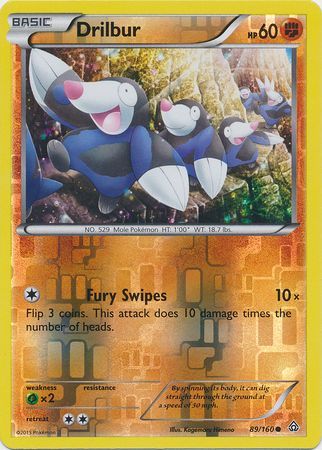 BASIC
Drilbur
HP60
NO. 529 Mole Pokémon HT: 1'00" WT: 18.7 lbs.
Fury Swipes 10×
Flip 3 coins. This attack does 10 damage times the
number of heads.
weakness
resistance
×2
retreat
By spinning its body, it can dig
straight through the ground at
a speed of 30 mph.
©2015 Pokémon
Illus. Kagemaru Himeno
89/160